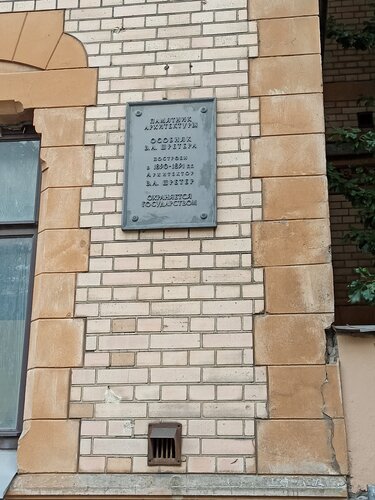 ПАМЯТНИК
АРХИТЕКТУРЫ
ОСОБНЯК
В.А. ШРЕТЕРА
ПОСТРОЕН
в 1890-1891 гг.
АРХИТЕКТОР
В.А. ШРЕТЕР
ОХРАНЯЕТСЯ
ГОСУДАРСТВОМ